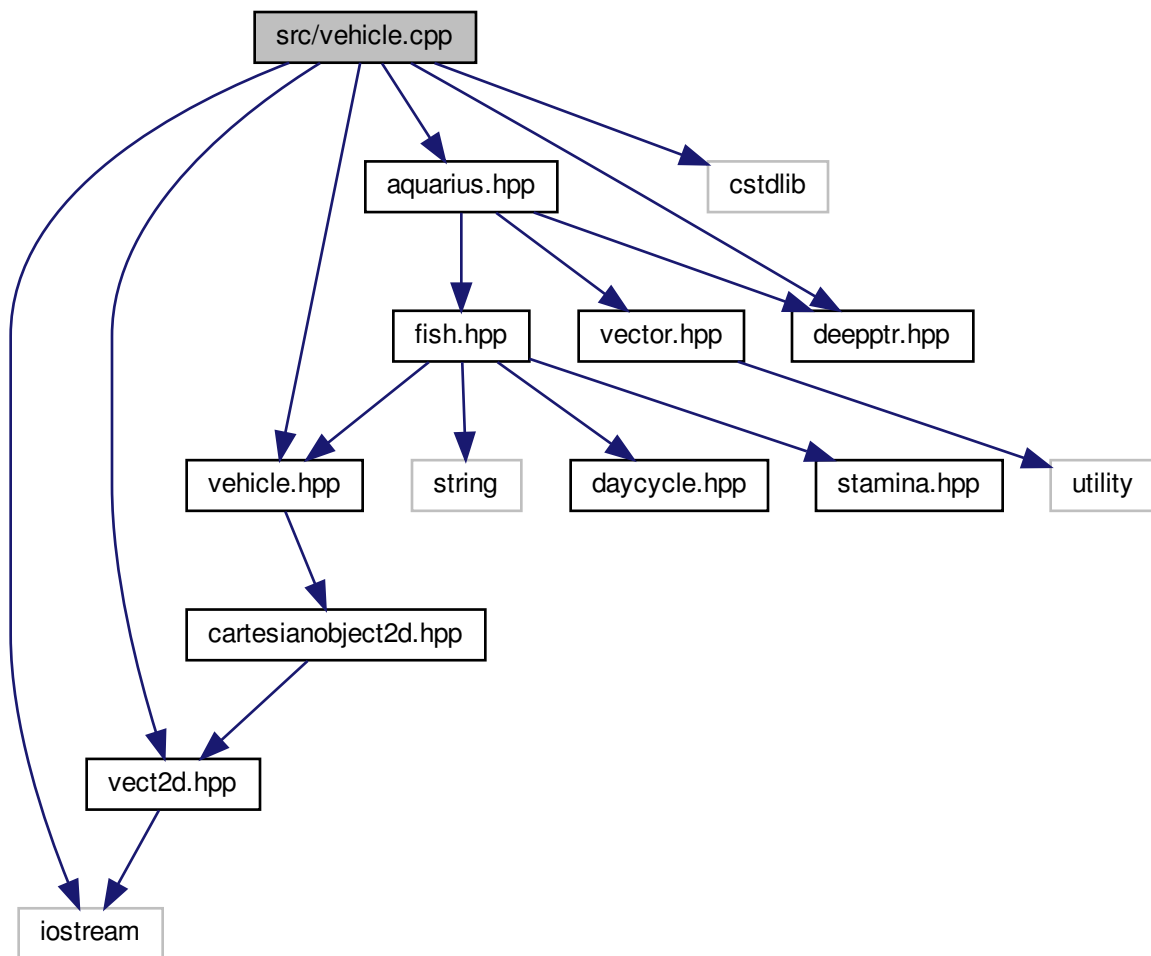 src/vehicle.cpp
aquarius.hpp
cstdlib
fish.hpp
vector.hpp
deepptr.hpp
vehicle.hpp
string
daycycle.hpp
stamina.hpp
utility
cartesianobject2d.hpp
vect2d.hpp
iostream